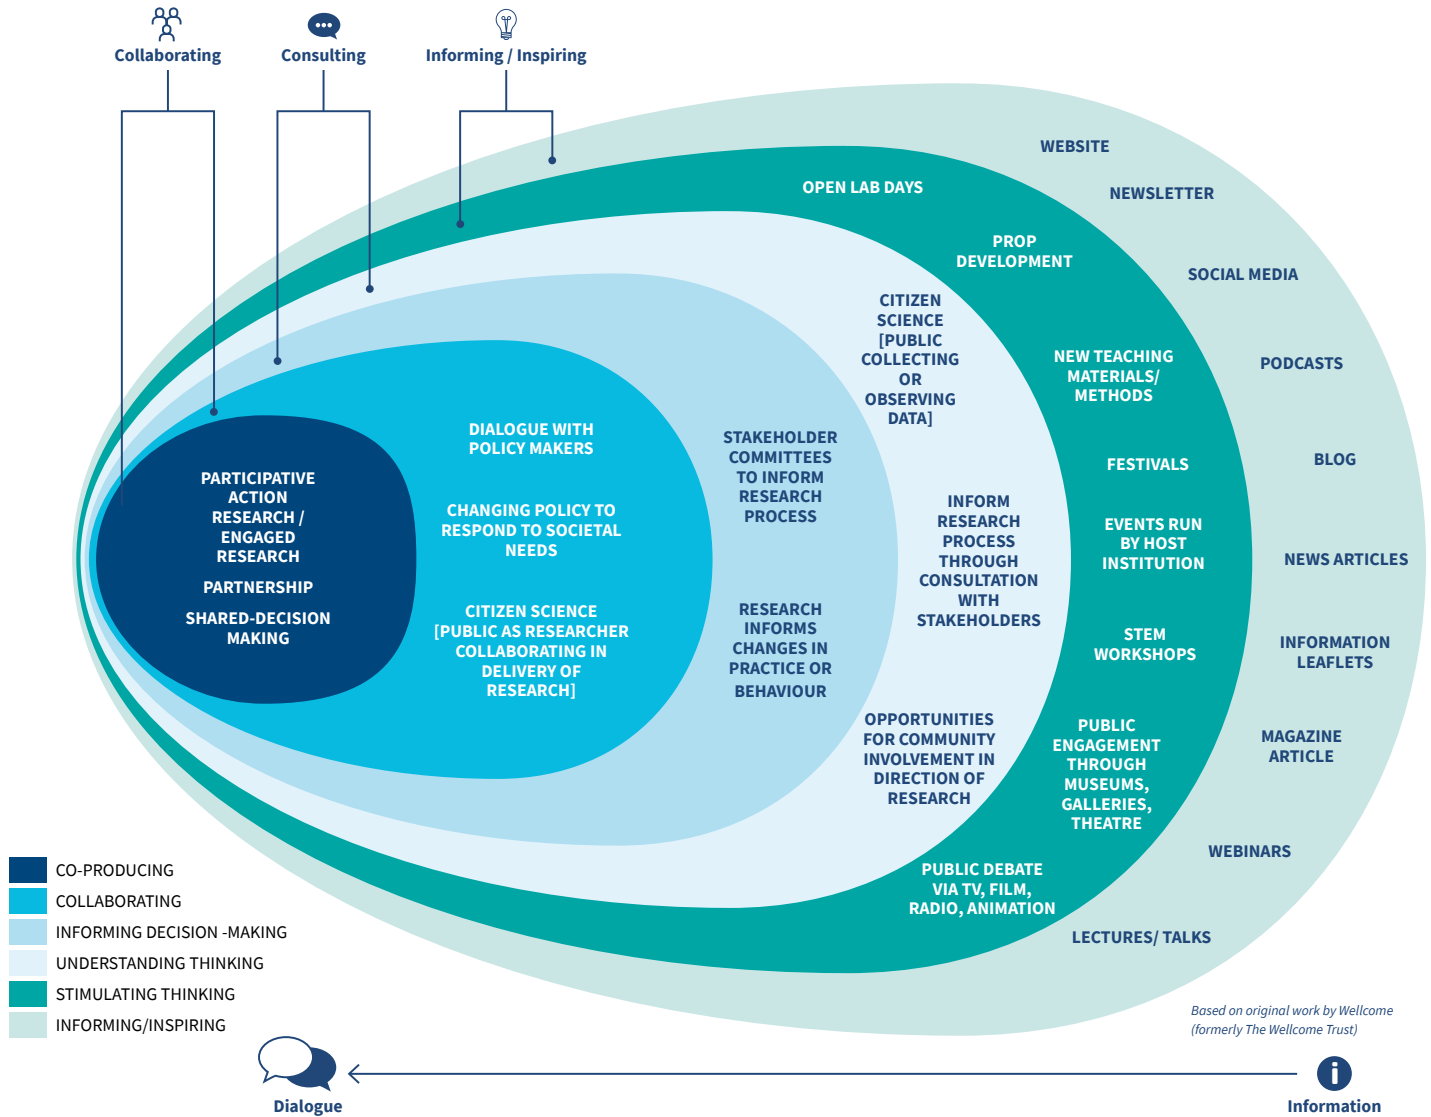 Collaborating
Consulting
Informing / Inspiring
WEBSITE
NEWSLETTER
SOCIAL MEDIA
PODCASTS
BLOG
NEWS ARTICLES
INFORMATION
LEAFLETS
MAGAZINE
ARTICLE
WEBINARS
LECTURES/ TALKS
OPEN LAB DAYS
PROP
DEVELOPMENT
NEW TEACHING
MATERIALS/
METHODS
FESTIVALS
EVENTS RUN
BY HOST
INSTITUTION
STEM
WORKSHOPS
PUBLIC
ENGAGEMENT
THROUGH
MUSEUMS,
GALLERIES,
THEATRE
PUBLIC DEBATE
VIA TV, FILM,
RADIO, ANIMATION
CITIZEN
SCIENCE
[PUBLIC
COLLECTING
OR
OBSERVING
DATA]
INFORM
RESEARCH
PROCESS
THROUGH
CONSULTATION
WITH
STAKEHOLDERS
OPPORTUNITIES
FOR COMMUNITY
INVOLVEMENT IN
DIRECTION OF
RESEARCH
STAKEHOLDER
COMMITTEES
TO INFORM
RESEARCH
PROCESS
RESEARCH
INFORMS
CHANGES IN
PRACTICE OR
BEHAVIOUR
DIALOGUE WITH
POLICY MAKERS
CHANGING POLICY TO
RESPOND TO SOCIETAL
NEEDS
CITIZEN SCIENCE
[PUBLIC AS RESEARCHER
COLLABORATING IN
DELIVERY OF
RESEARCH]
PARTICIPATIVE
ACTION
RESEARCH /
ENGAGED
RESEARCH
PARTNERSHIP
SHARED-DECISION
MAKING
CO-PRODUCING
COLLABORATING
INFORMING DECISION -MAKING
UNDERSTANDING THINKING
STIMULATING THINKING
INFORMING/INSPIRING
Based on original work by Wellcome
(formerly The Wellcome Trust)
Dialogue
i
Information